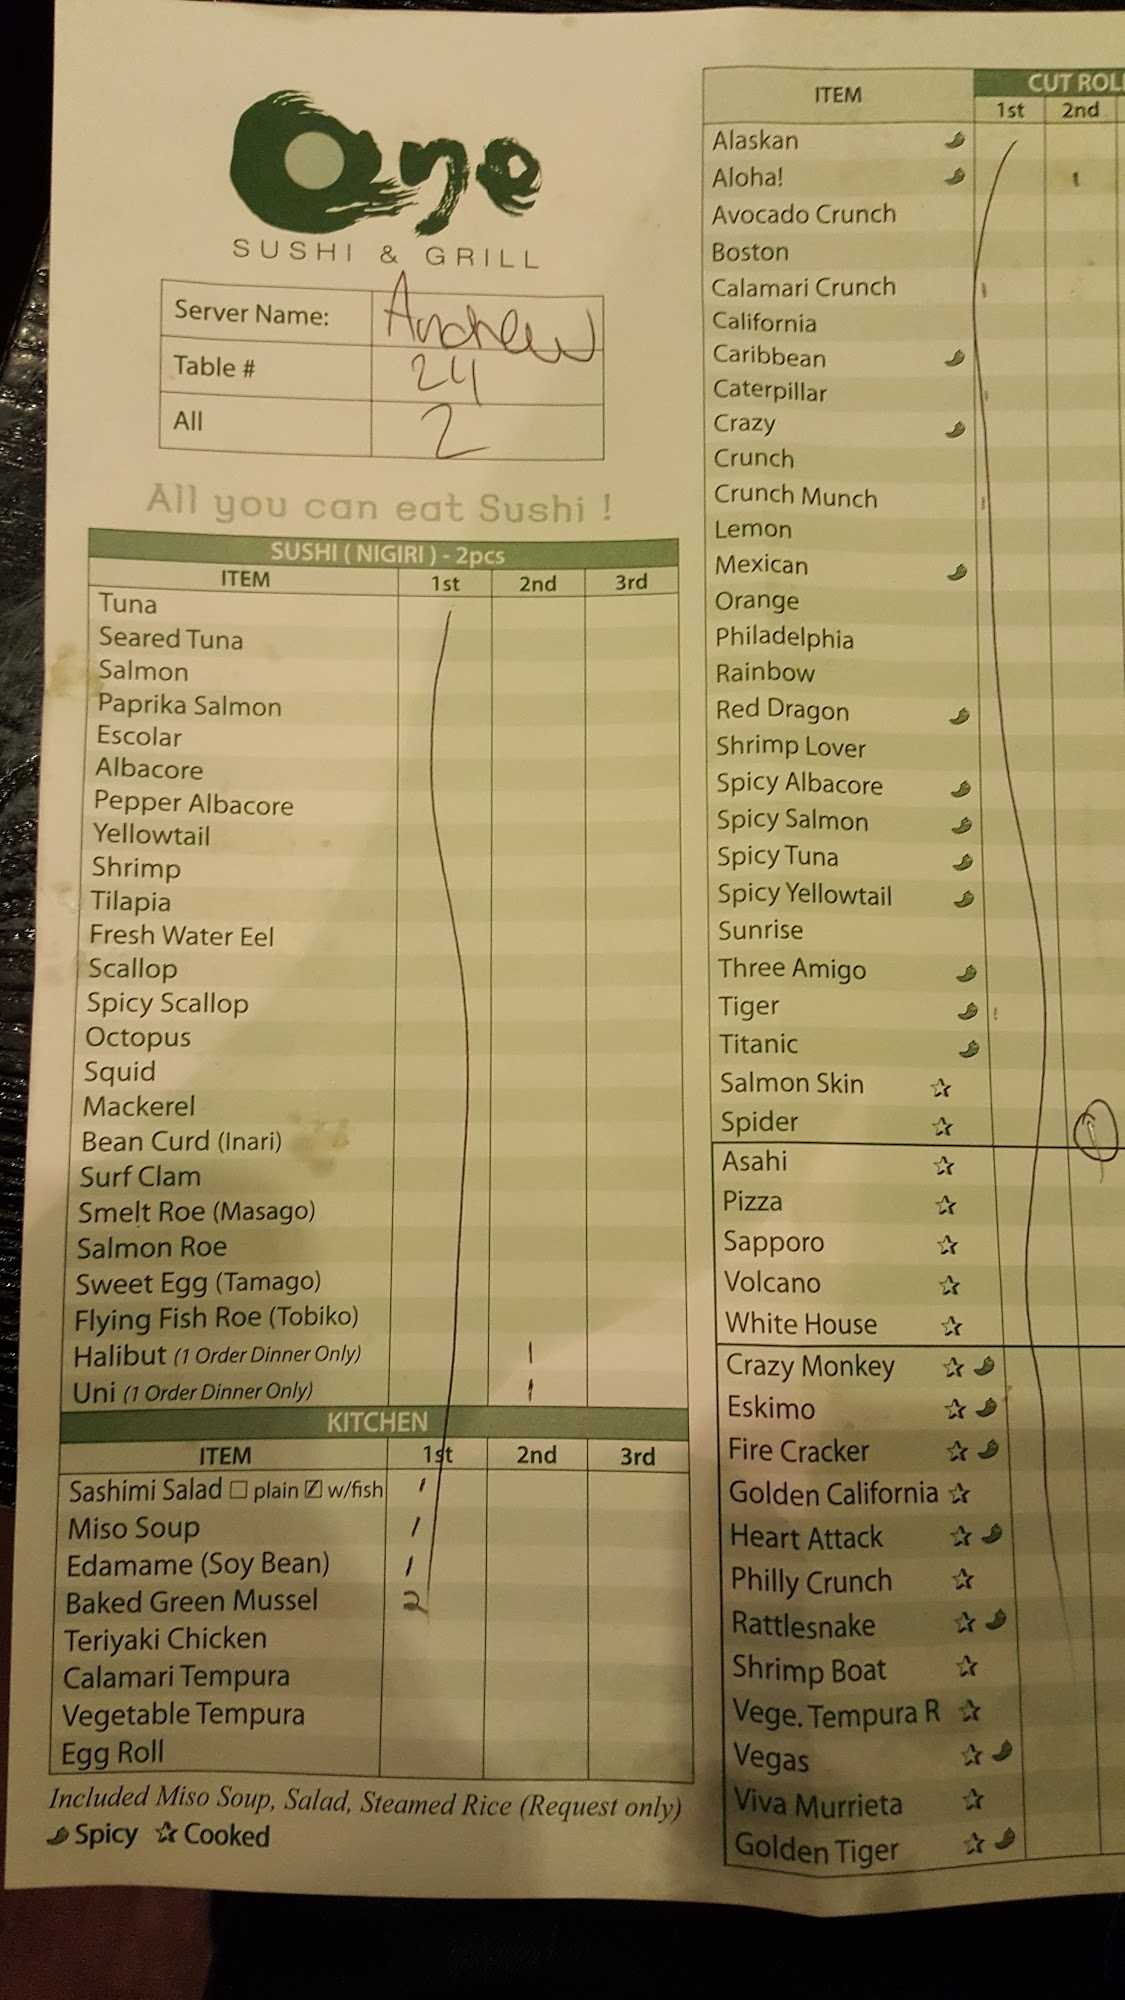 Ono
SUSHI & GRILL
Server Name: Andrew
Table # 24
All 2
All you can eat Sushi !
SUSHI ( NIGIRI ) - 2pcs
ITEM 1st 2nd 3rd
Tuna
Seared Tuna
Salmon
Paprika Salmon
Escolar
Albacore
Pepper Albacore
Yellowtail
Shrimp
Tilapia
Fresh Water Eel
Scallop
Spicy Scallop
Octopus
Squid
Mackerel
Bean Curd (Inari)
Surf Clam
Smelt Roe (Masago)
Salmon Roe
Sweet Egg (Tamago)
Flying Fish Roe (Tobiko)
Halibut (1 Order Dinner Only) 1
Uni (1 Order Dinner Only) 1
KITCHEN
ITEM 1st 2nd 3rd
Sashimi Salad ☐ plain ☑ w/fish 1
Miso Soup 1
Edamame (Soy Bean) 1
Baked Green Mussel 2
Teriyaki Chicken
Calamari Tempura
Vegetable Tempura
Egg Roll
Included Miso Soup, Salad, Steamed Rice (Request only)
Spicy ☆ Cooked
ITEM CUT ROLL
1st 2nd
Alaskan
Aloha! 1
Avocado Crunch
Boston
Calamari Crunch 1
California
Caribbean
Caterpillar 1
Crazy
Crunch
Crunch Munch 1
Lemon
Mexican
Orange
Philadelphia
Rainbow
Red Dragon
Shrimp Lover
Spicy Albacore
Spicy Salmon
Spicy Tuna
Spicy Yellowtail
Sunrise
Three Amigo
Tiger 1
Titanic
Salmon Skin ☆
Spider ☆ 1
Asahi ☆
Pizza ☆
Sapporo ☆
Volcano ☆
White House ☆
Crazy Monkey ☆
Eskimo ☆
Fire Cracker ☆
Golden California ☆
Heart Attack ☆
Philly Crunch ☆
Rattlesnake ☆
Shrimp Boat ☆
Vege. Tempura R ☆
Vegas ☆
Viva Murrieta ☆
Golden Tiger ☆